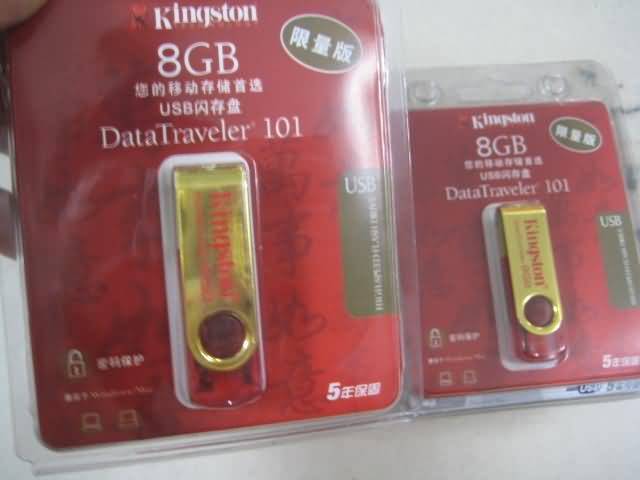 Kingston
8GB
限量版
您的移动存储首选
USB闪存盘
DataTraveler 101
Kingston
USB
密码保护
5年保固
Kingston
8GB
限量版
您的移动存储首选
USB闪存盘
DataTraveler 101
Kingston
USB
密码保护
5年保固